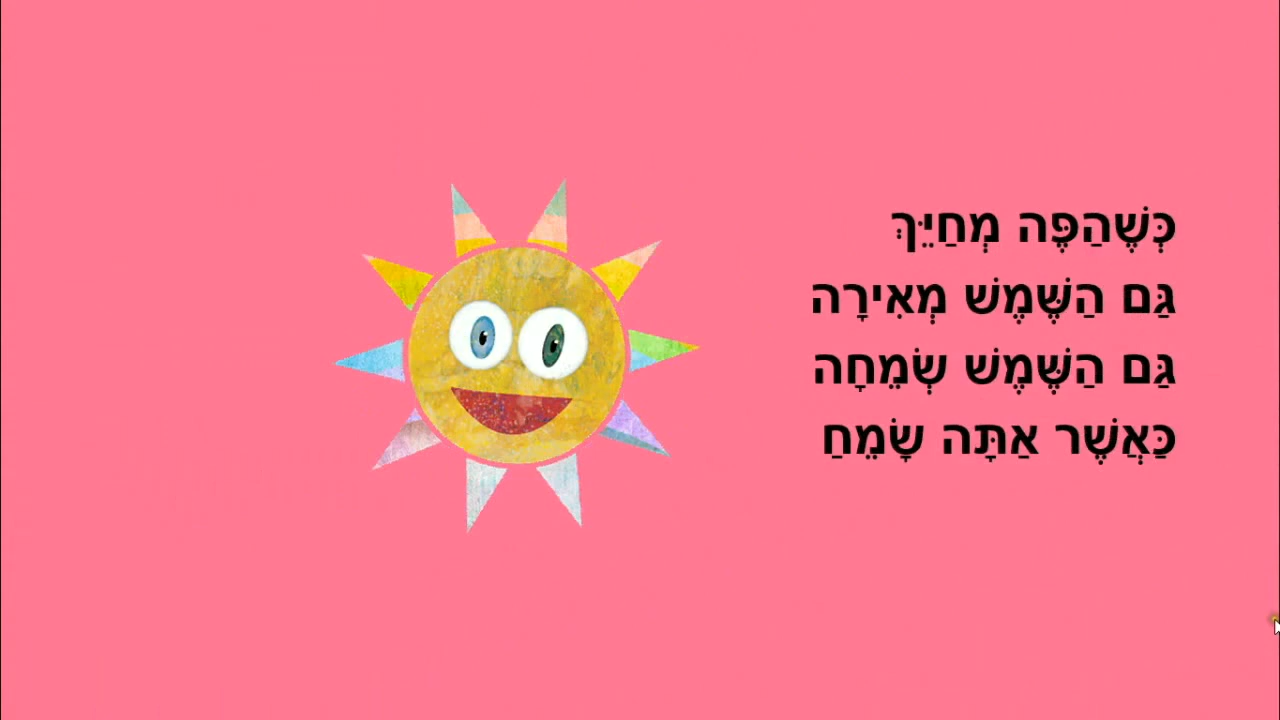 כְּשֶׁהַפֶּה מְחַיֵּךְ
גַּם הַשֶּׁמֶשׁ מְאִירָה
גַּם הַשֶּׁמֶשׁ שְׂמֵחָה
כַּאֲשֶׁר אַתָּה שָׂמֵחַ